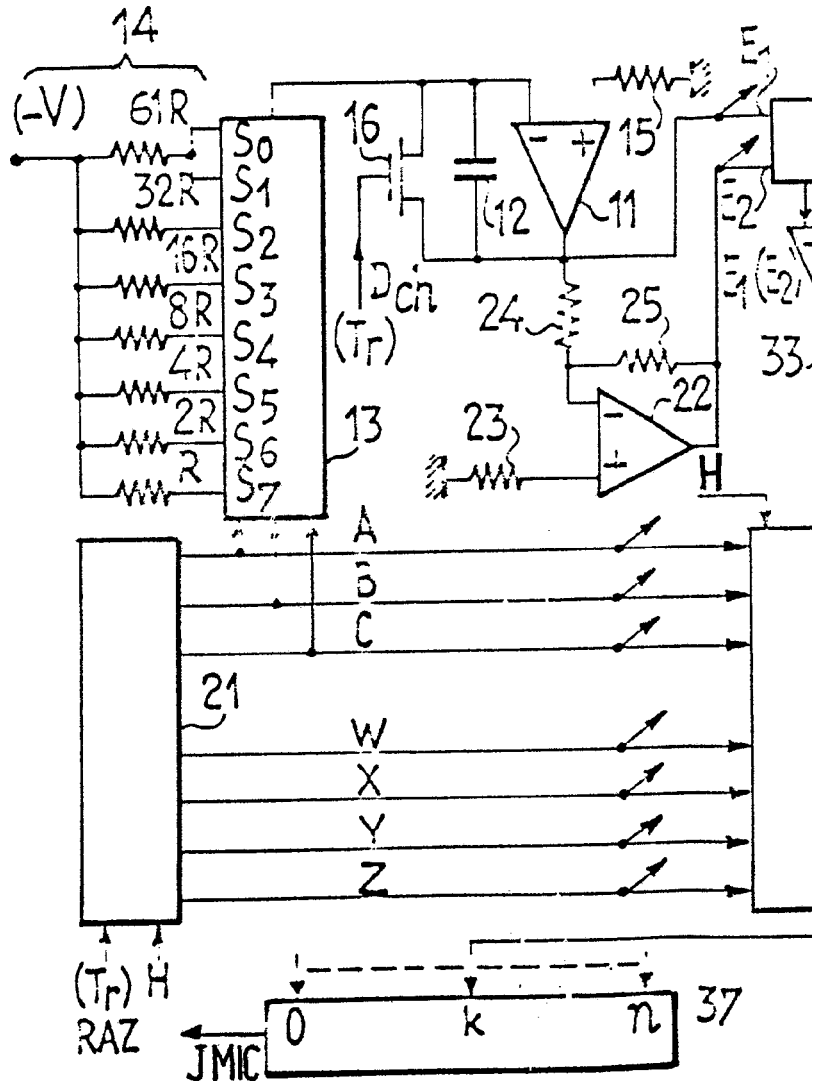 14
(-V)
61R
S0
32R
S1
S2
16R
S3
8R
S4
4R
S5
2R
S6
R
S7
13
16
Dch
(Tr)
12
-
+
11
15
E1
E2
E1(E2)
33
24
25
-
+
22
23
H
21
A
B
C
W
X
Y
Z
(Tr) H
RAZ
JMIC
0 k n
37